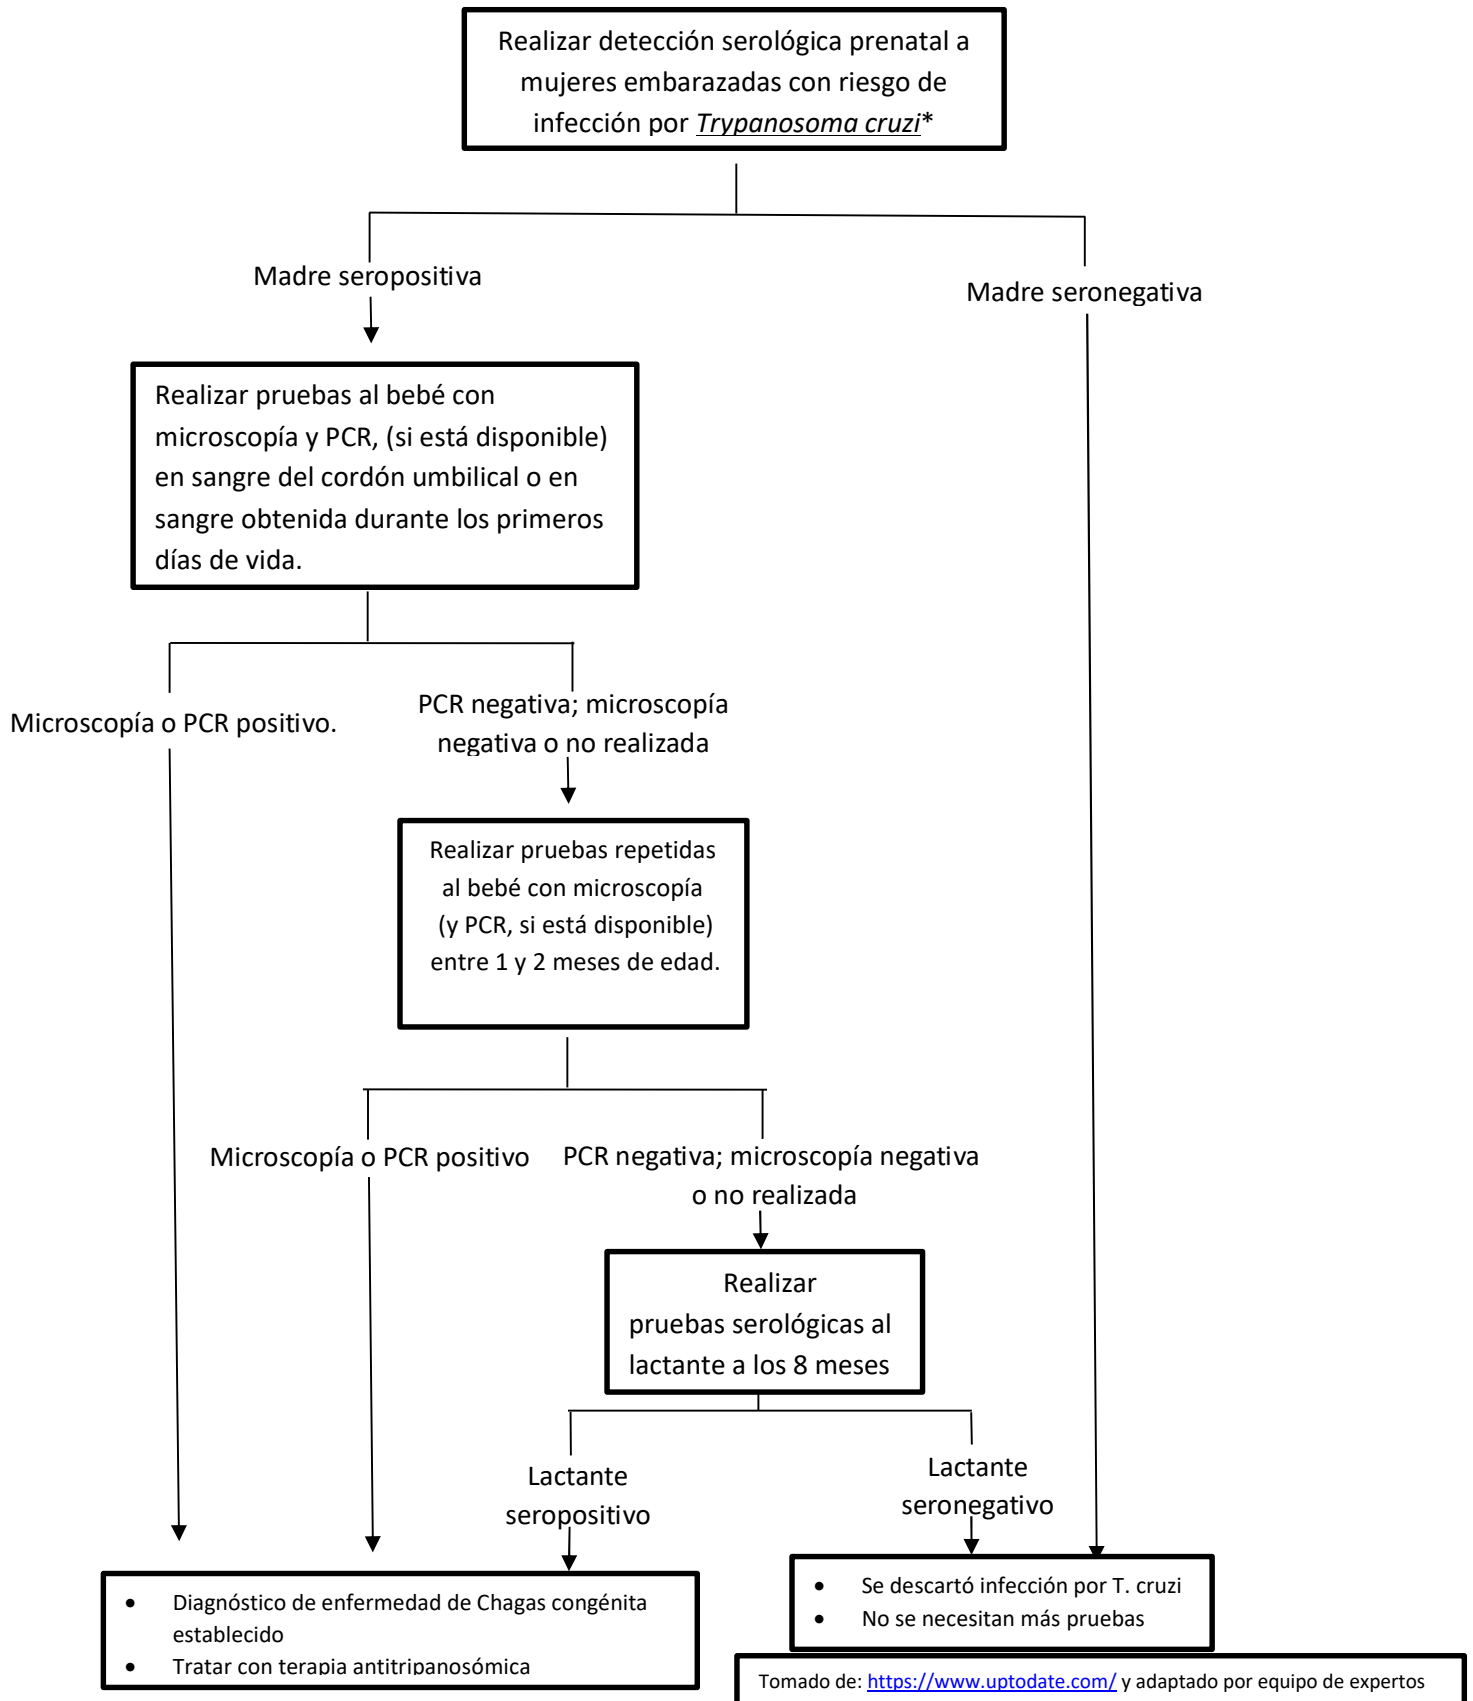 Realizar detección serológica prenatal a
mujeres embarazadas con riesgo de
infección por Trypanosoma cruzi*
Madre seropositiva
Madre seronegativa
Realizar pruebas al bebé con
microscopía y PCR, (si está disponible)
en sangre del cordón umbilical o en
sangre obtenida durante los primeros
días de vida.
Microscopía o PCR positivo.
PCR negativa; microscopía
negativa o no realizada
Realizar pruebas repetidas
al bebé con microscopía
(y PCR, si está disponible)
entre 1 y 2 meses de edad.
Microscopía o PCR positivo
PCR negativa; microscopía negativa
o no realizada
Realizar
pruebas serológicas al
lactante a los 8 meses
Lactante
seropositivo
Lactante
seronegativo
• Diagnóstico de enfermedad de Chagas congénita
establecido
• Tratar con terapia antitripanosómica
• Se descartó infección por T. cruzi
• No se necesitan más pruebas
Tomado de: https://www.uptodate.com/ y adaptado por equipo de expertos